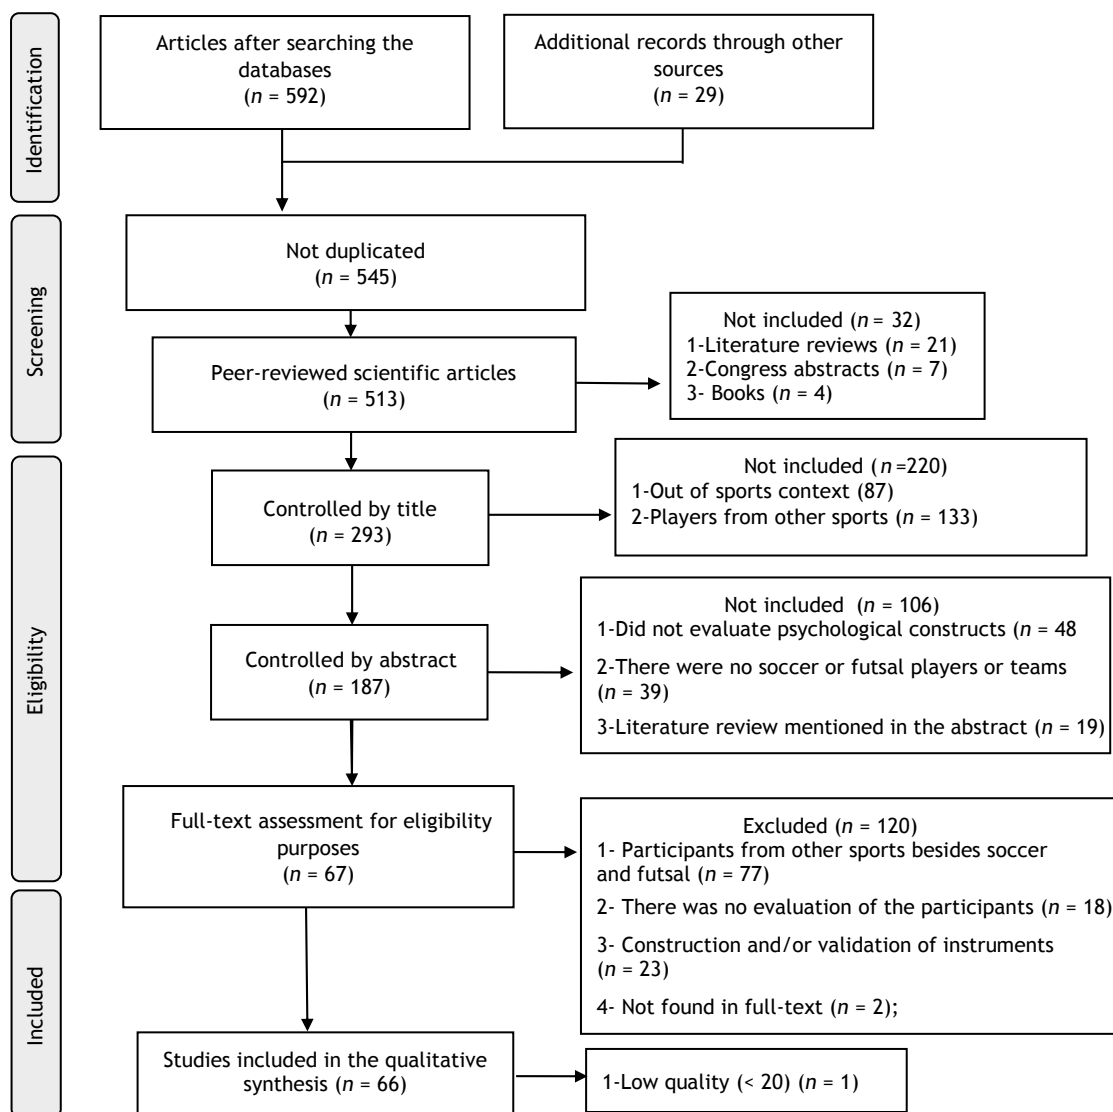 Identification
Articles after searching the
databases
(n = 592)
Additional records through other
sources
(n = 29)
Screening
Not duplicated
(n = 545)
Peer-reviewed scientific articles
(n = 513)
Not included (n = 32)
1-Literature reviews (n = 21)
2-Congress abstracts (n = 7)
3- Books (n = 4)
Eligibility
Controlled by title
(n = 293)
Not included (n =220)
1-Out of sports context (87)
2-Players from other sports (n = 133)
Controlled by abstract
(n = 187)
Not included (n = 106)
1-Did not evaluate psychological constructs (n = 48
2-There were no soccer or futsal players or teams
(n = 39)
3-Literature review mentioned in the abstract (n = 19)
Full-text assessment for eligibility
purposes
(n = 67)
Excluded (n = 120)
1- Participants from other sports besides soccer
and futsal (n = 77)
2- There was no evaluation of the participants (n = 18)
3- Construction and/or validation of instruments
(n = 23)
4- Not found in full-text (n = 2);
Included
Studies included in the qualitative
synthesis (n = 66)
1-Low quality (< 20) (n = 1)